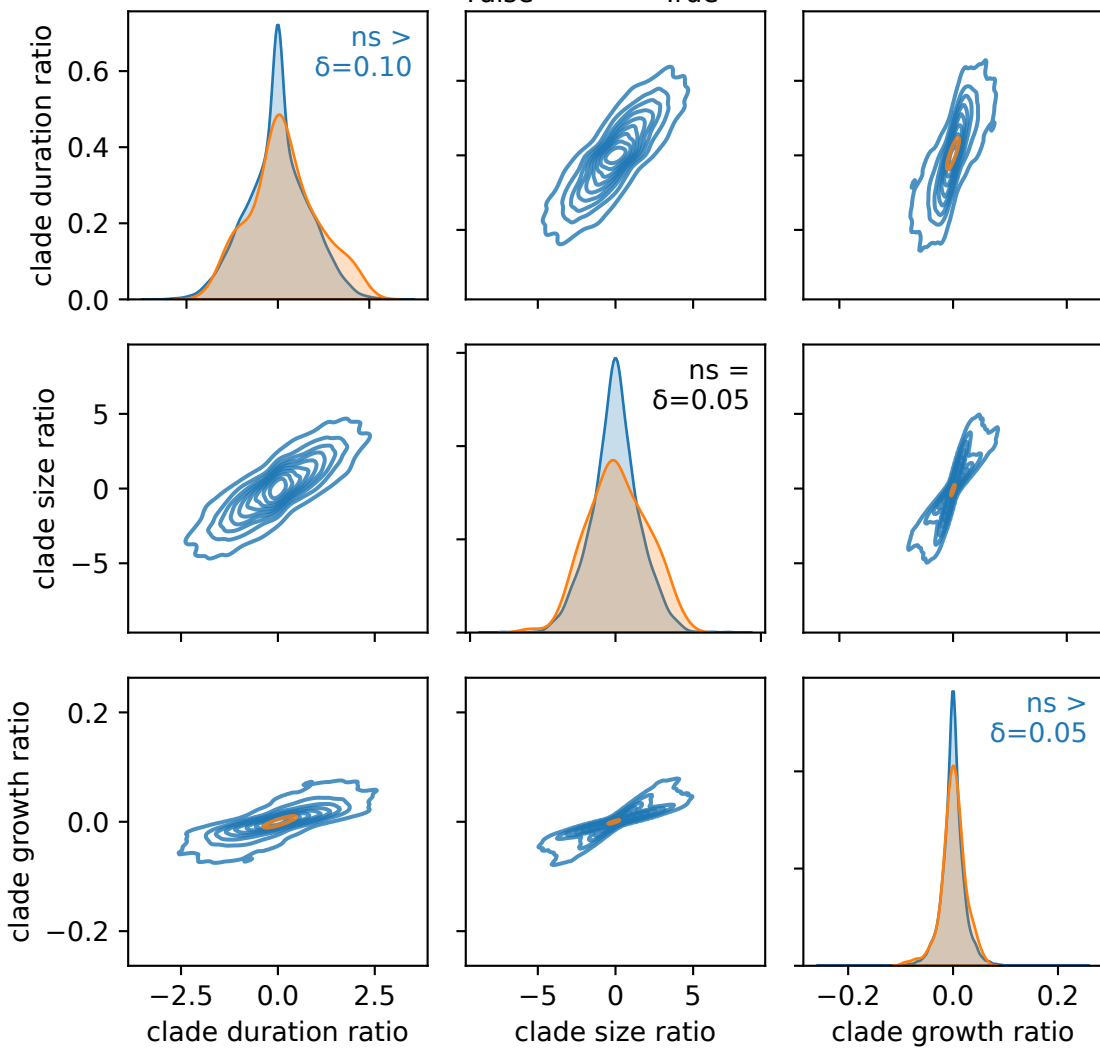 clade duration ratio
0.6
0.4
0.2
0.0
ns >
δ=0.10
clade size ratio
5
0
−5
ns =
δ=0.05
clade growth ratio
0.2
0.0
−0.2
ns >
δ=0.05
−2.5 0.0 2.5
−5 0 5
−0.2 0.0 0.2
clade duration ratio
clade size ratio
clade growth ratio